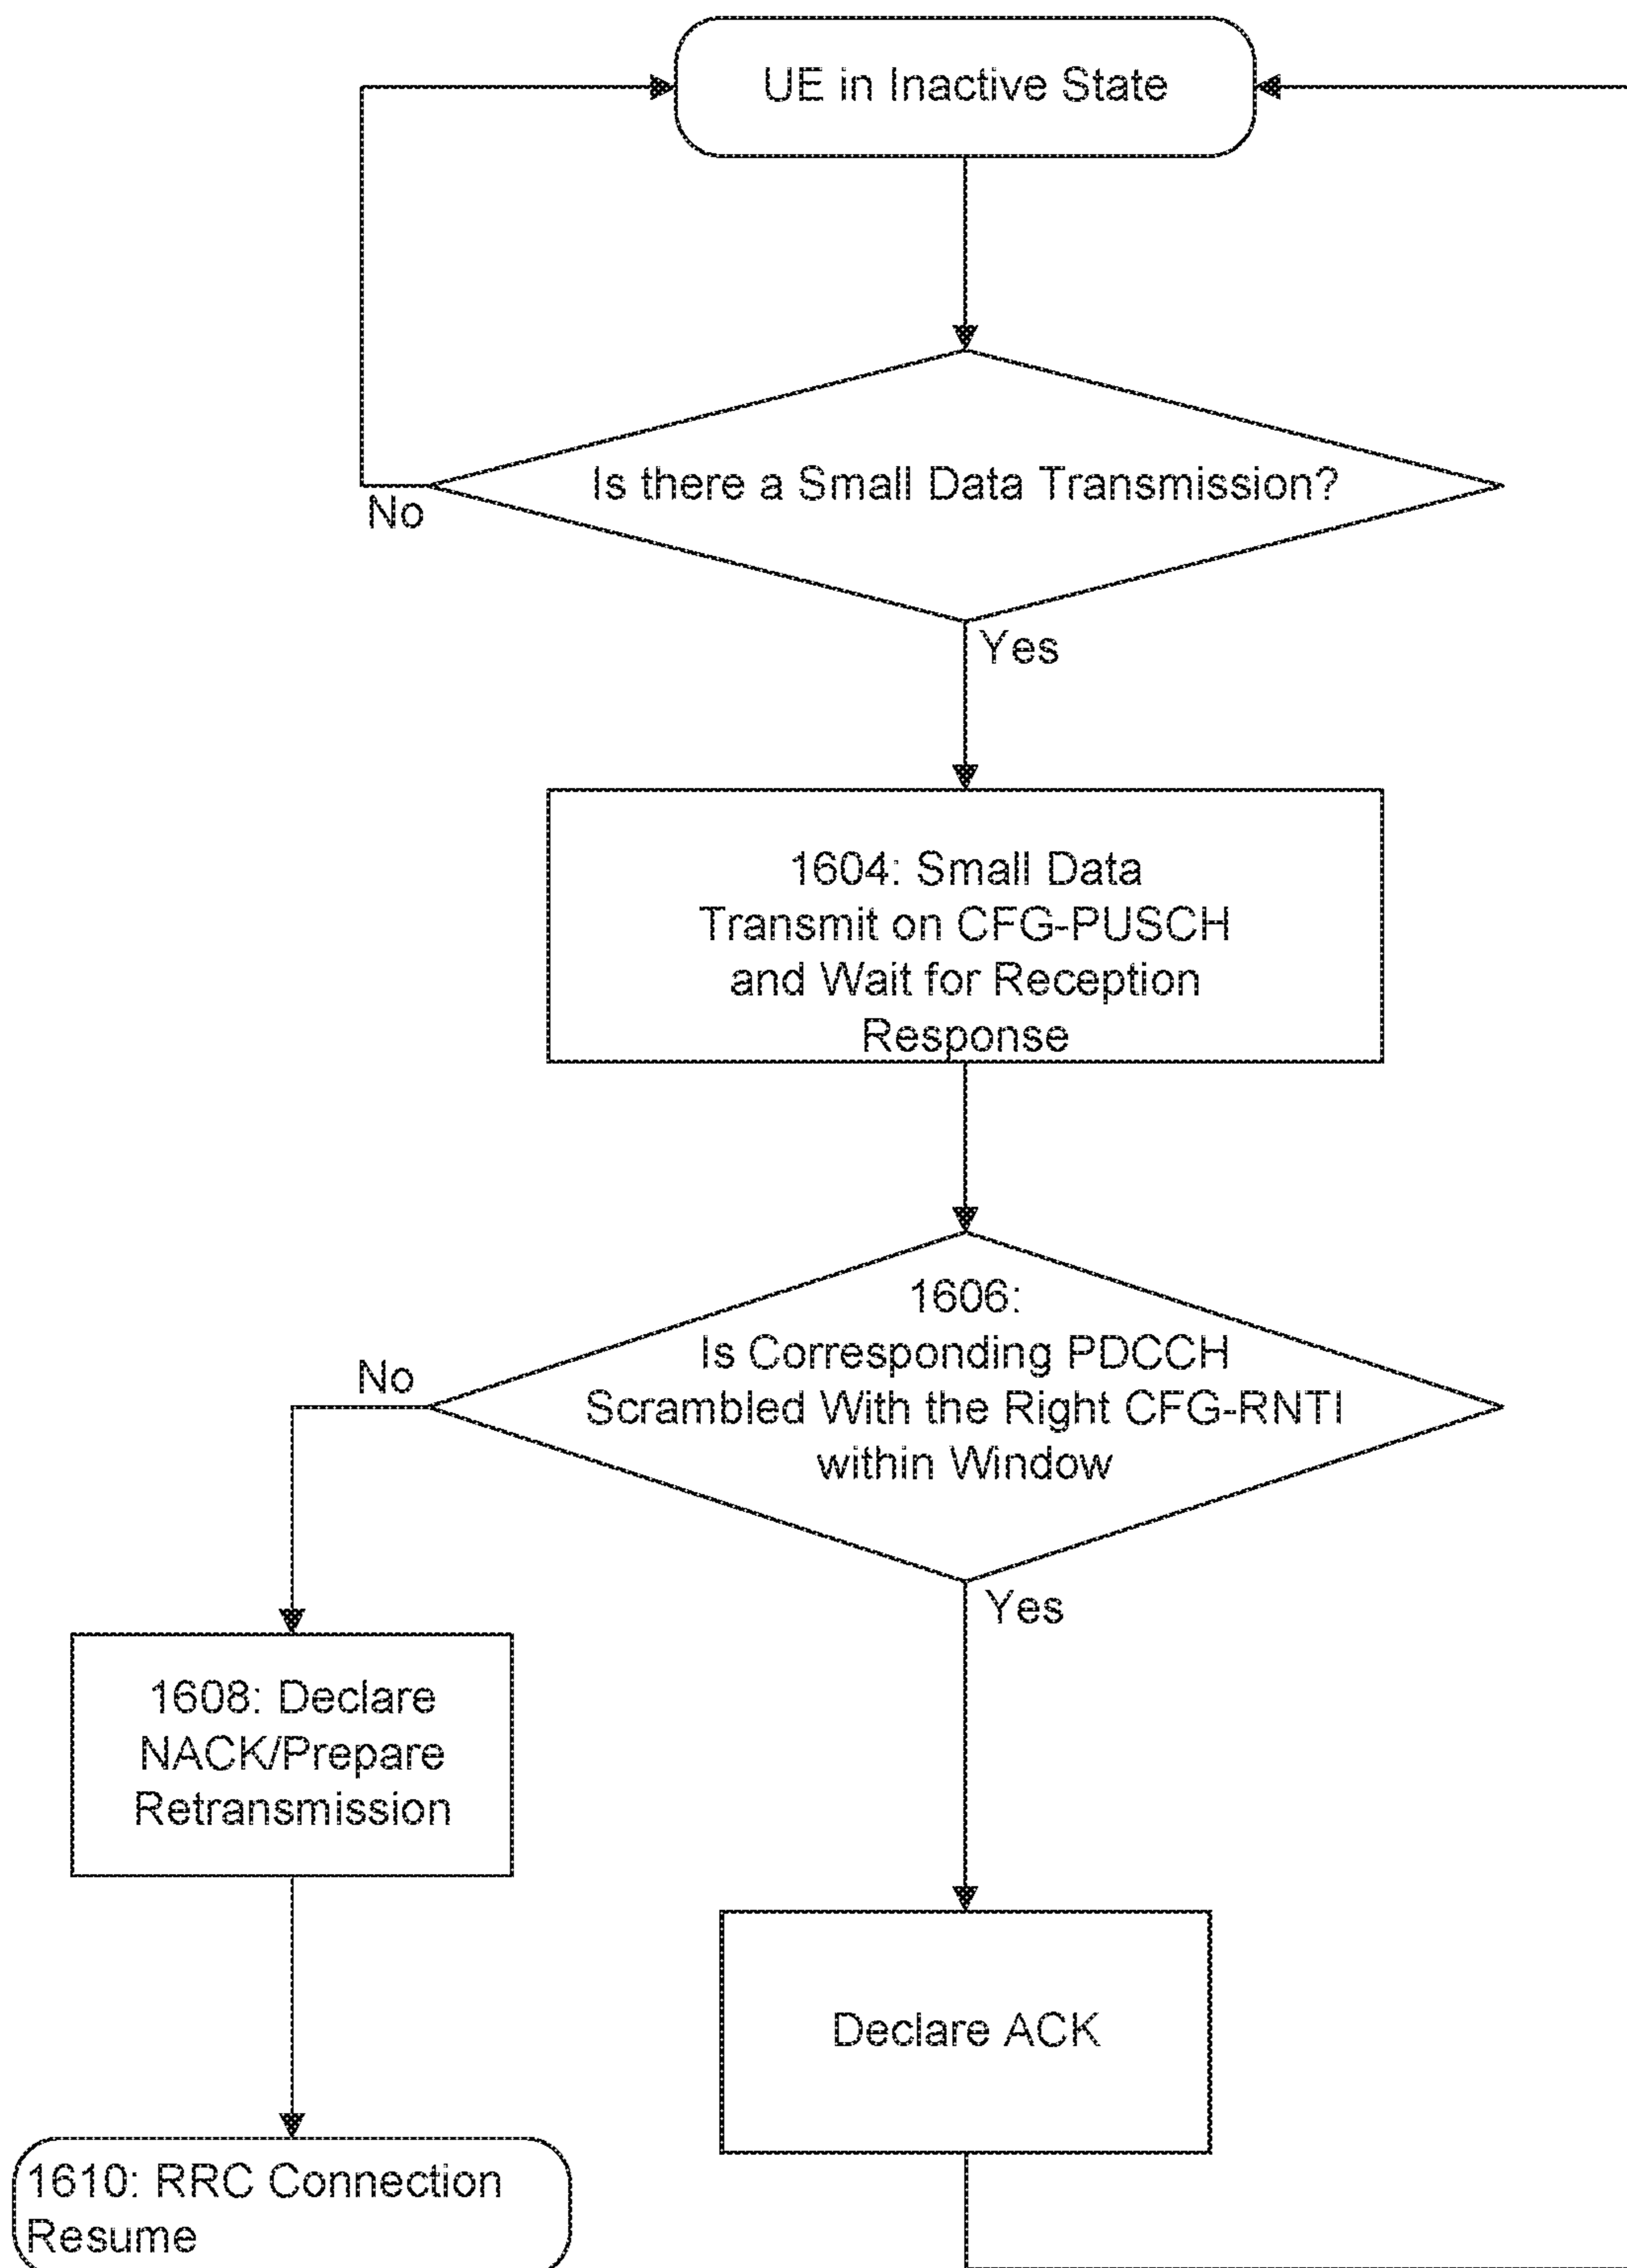 UE in Inactive State
Is there a Small Data Transmission?
No
Yes
1604: Small Data
Transmit on CFG-PUSCH
and Wait for Reception
Response
1606:
Is Corresponding PDCCH
Scrambled With the Right CFG-RNTI
within Window
No
Yes
1608: Declare
NACK/Prepare
Retransmission
Declare ACK
1610: RRC Connection
Resume